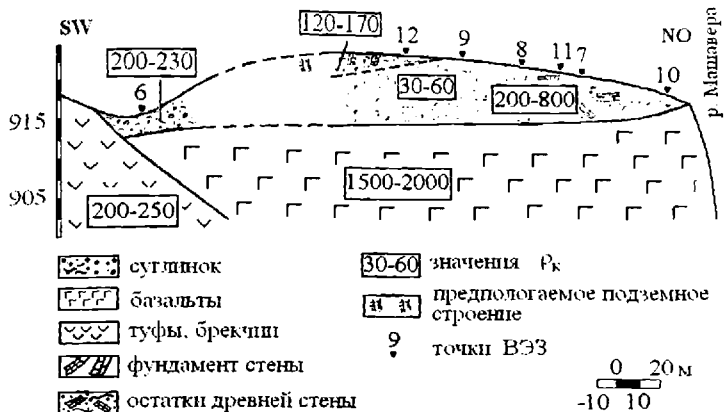 SW
120-170
NO
200-230
12
9
8
11
7
6
10
30-60
200-800
р. Машавера
915
905
200-250
1500-2000
суглинок
базальты
туфы, брекчии
фундамент стены
остатки древней стены
30-60 значения ρк
предпологаемое подземное
строение
9 точки ВЭЗ
0 20 м
-10 10